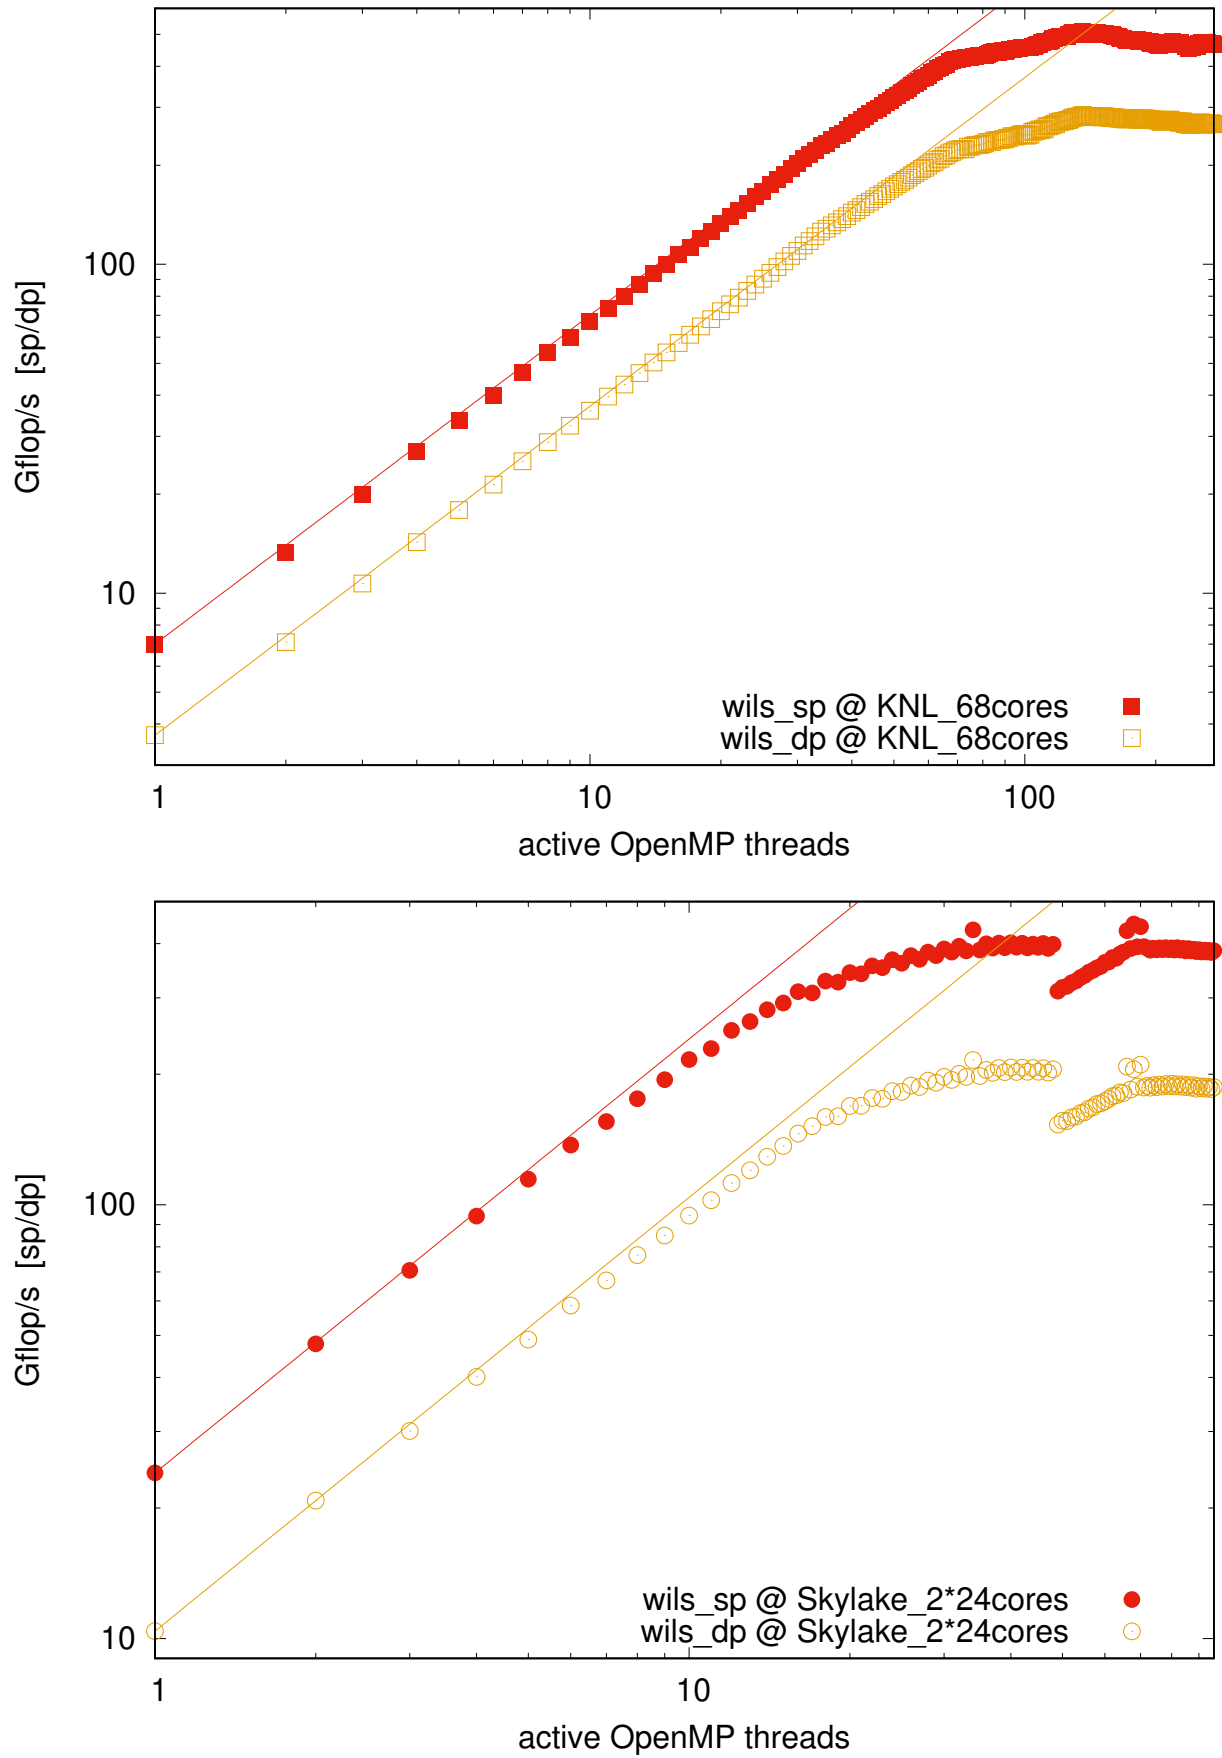 100
10
Gflop/s [sp/dp]
wils_sp @ KNL_68cores
wils_dp @ KNL_68cores
1 10 100
active OpenMP threads
100
10
Gflop/s [sp/dp]
wils_sp @ Skylake_2*24cores
wils_dp @ Skylake_2*24cores
1 10
active OpenMP threads